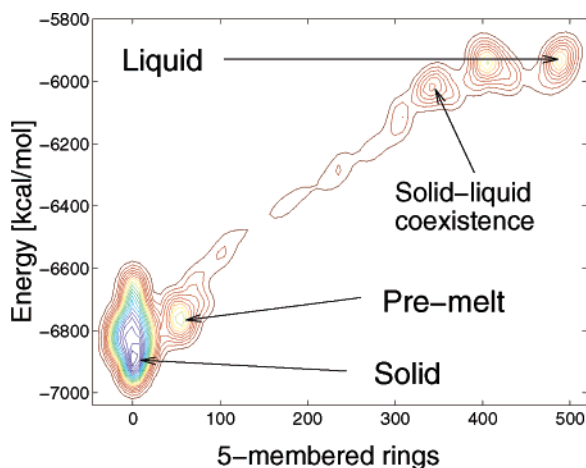 −5800
−6000
−6200
−6400
−6600
−6800
−7000
Energy [kcal/mol]
Liquid
Solid−liquid
coexistence
Pre−melt
Solid
0
100
200
300
400
500
5−membered rings